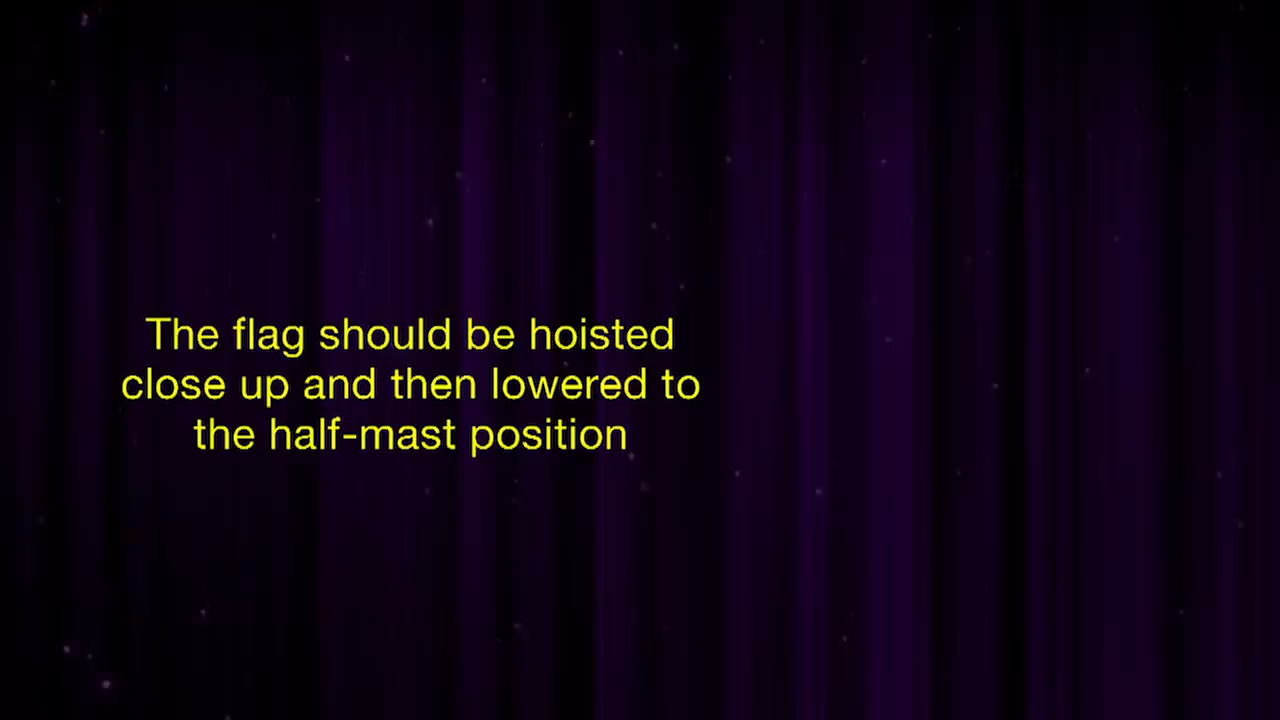 The flag should be hoisted
close up and then lowered to
the half-mast position